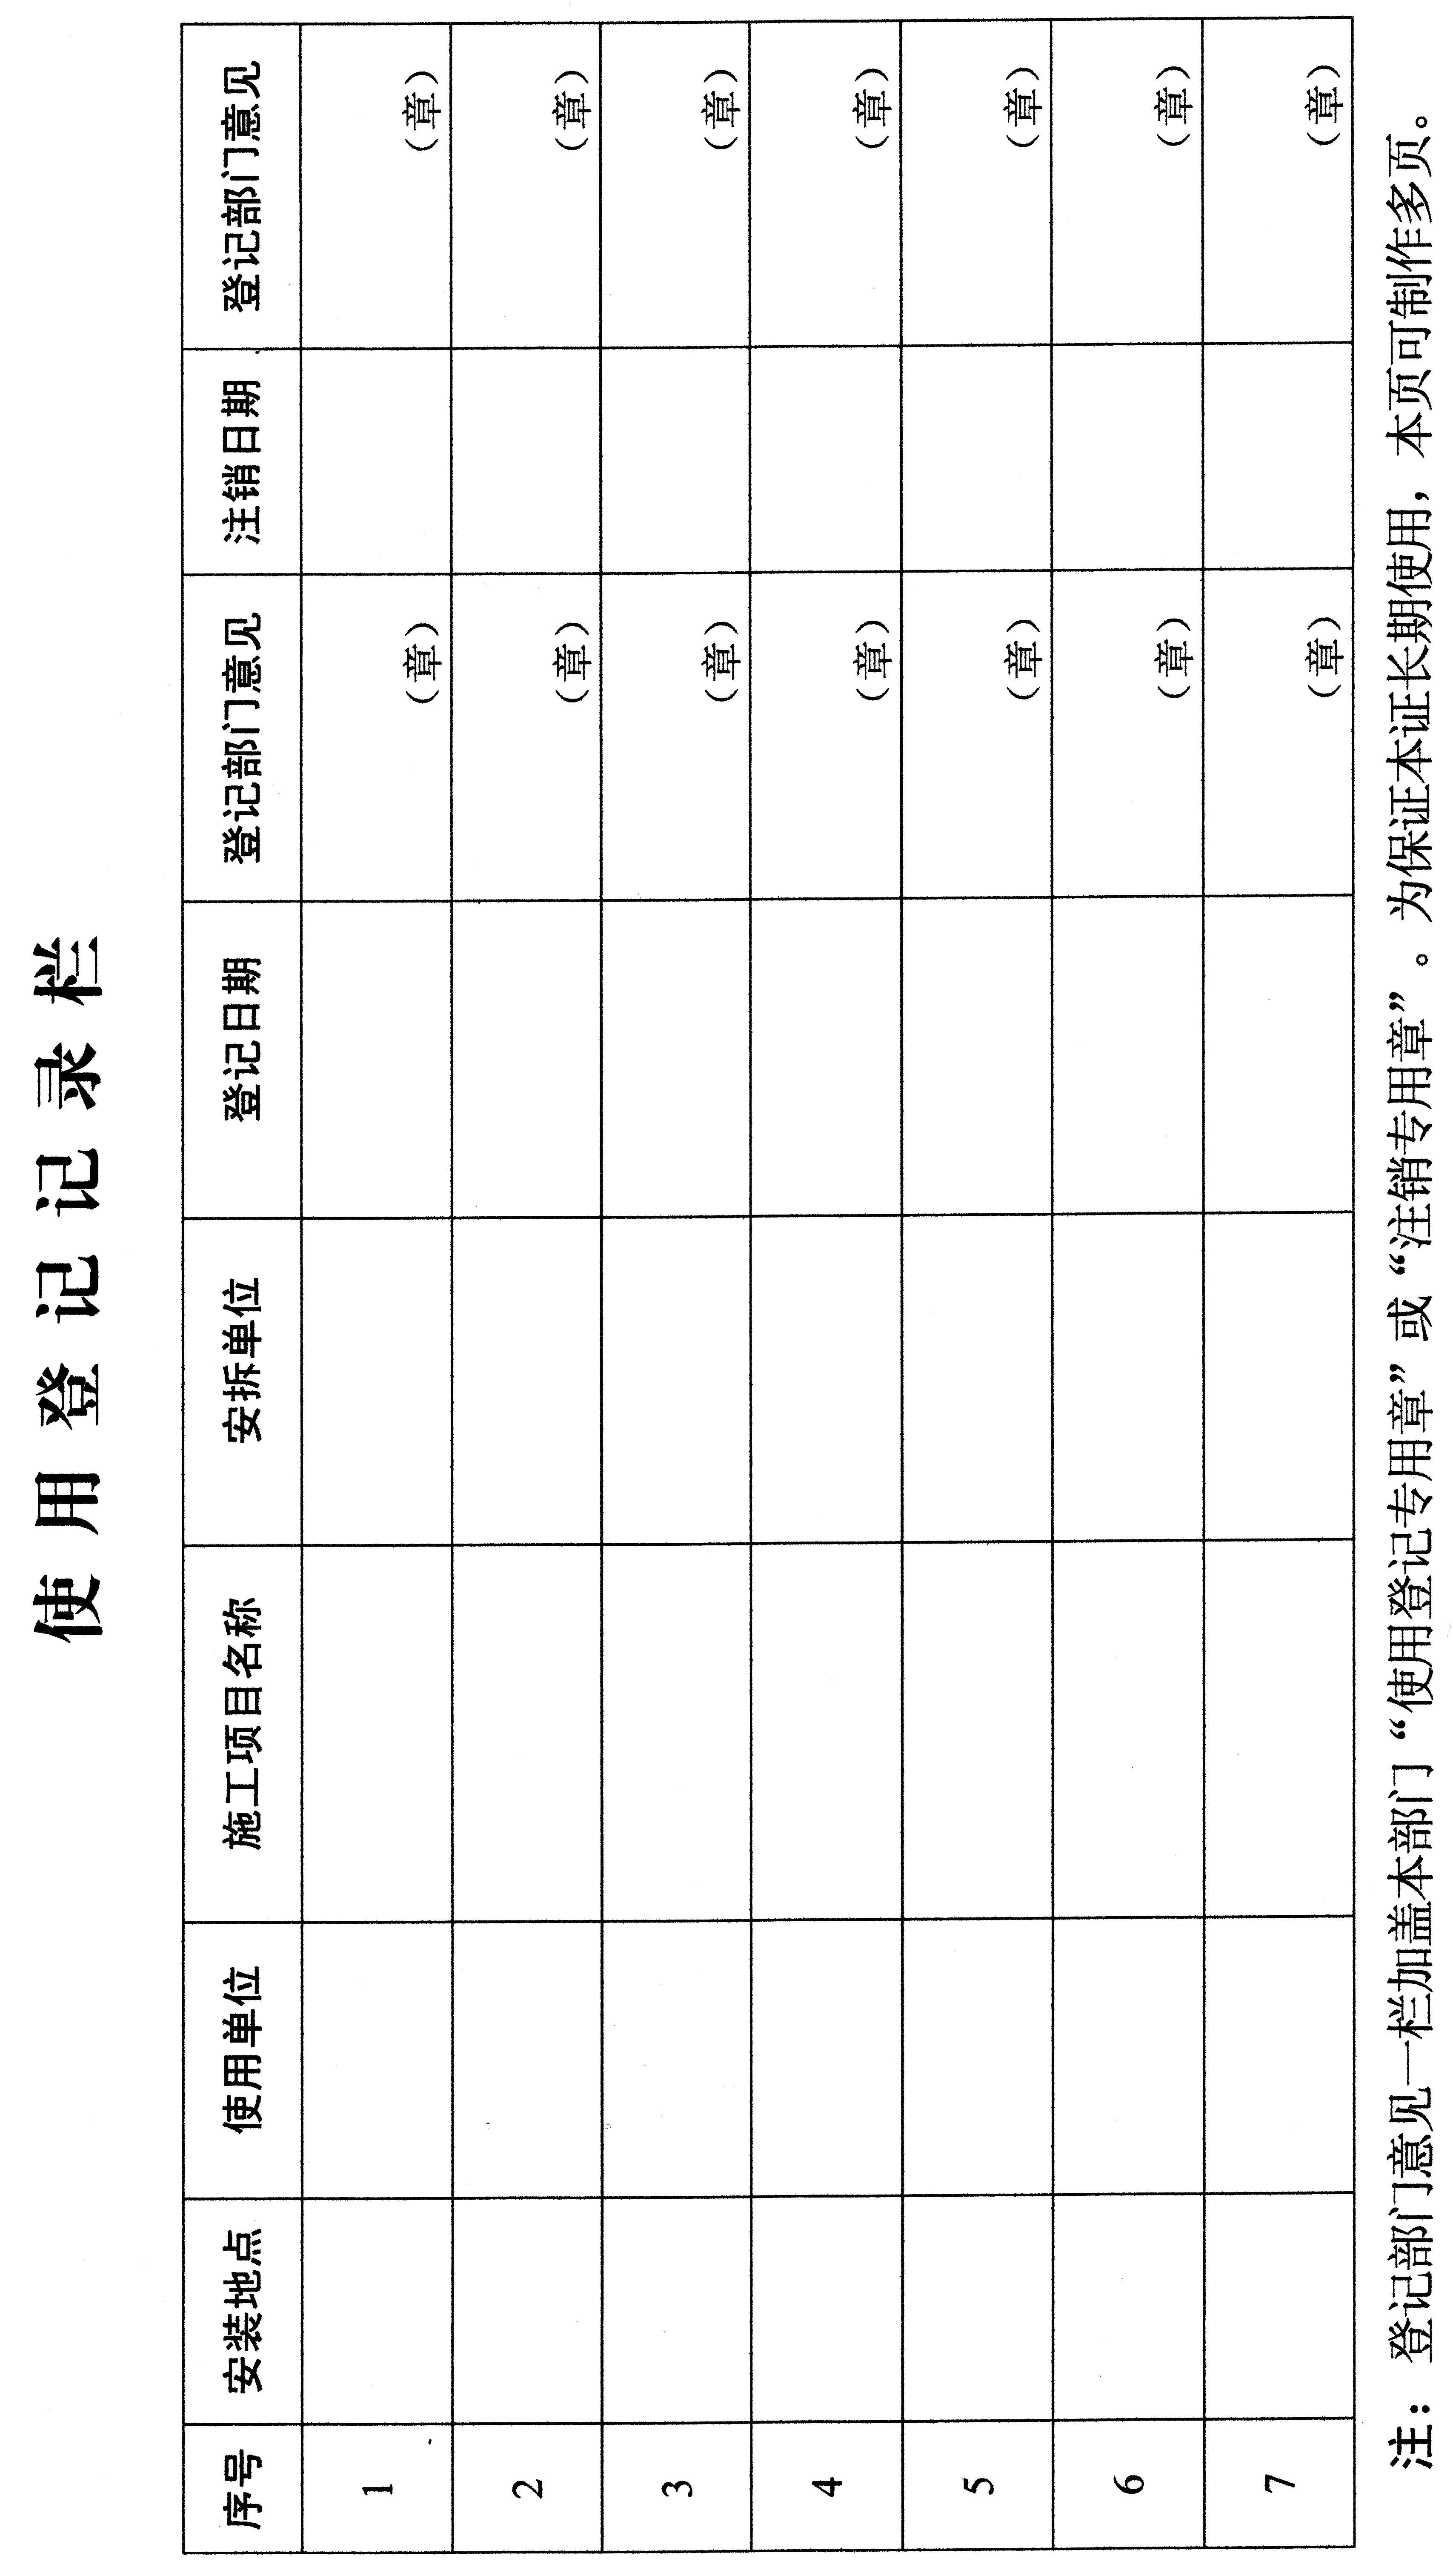 使用登记记录栏
序号 安装地点 使用单位 施工项目名称 安拆单位 登记日期 登记部门意见 注销日期 登记部门意见
1 （章） （章）
2 （章） （章）
3 （章） （章）
4 （章） （章）
5 （章） （章）
6 （章） （章）
7 （章） （章）
注：登记部门意见一栏加盖本部门“使用登记专用章”或“注销专用章”。为保证本证长期使用，本页可制作多页。